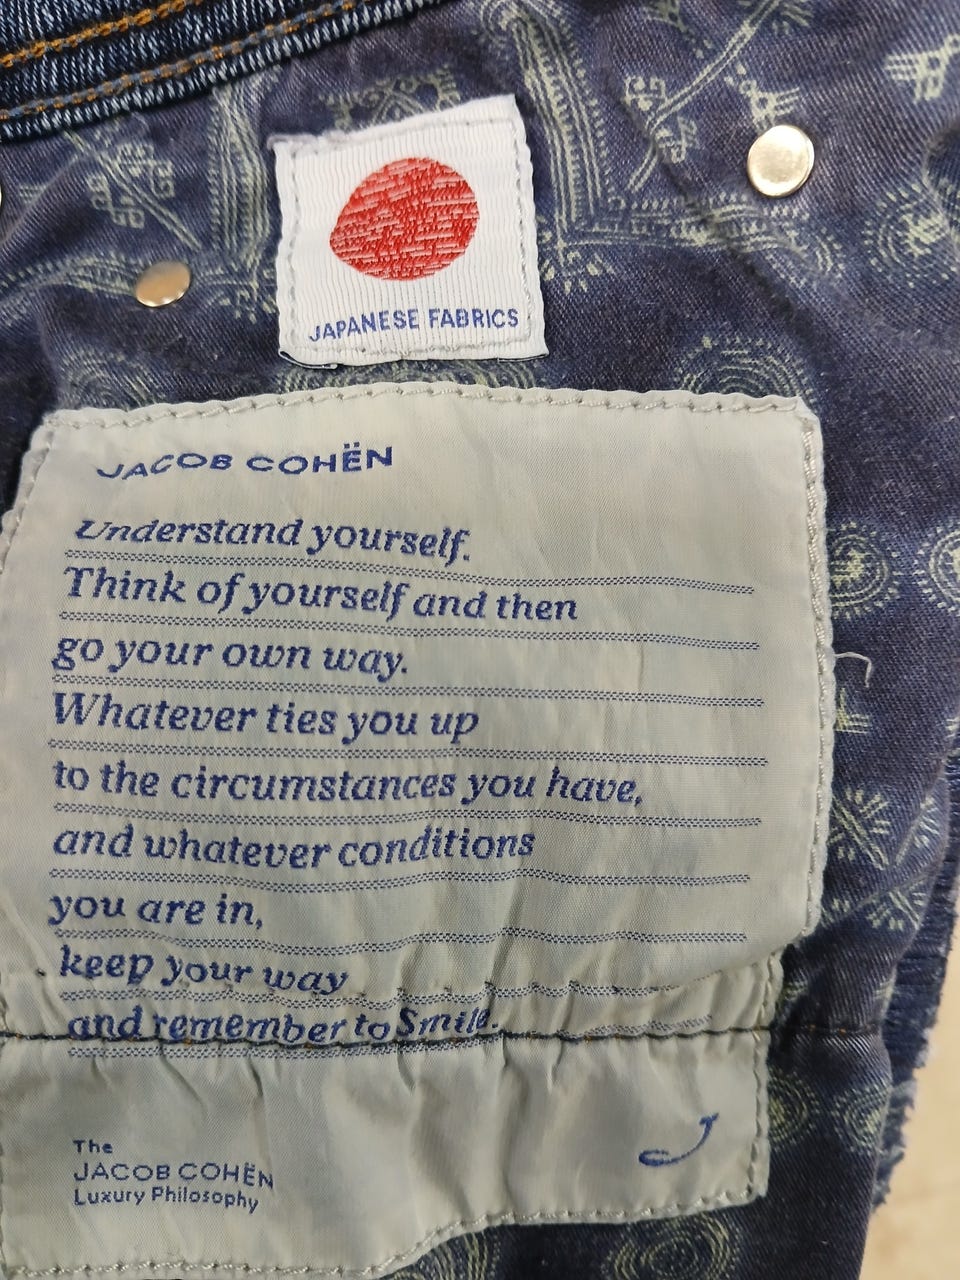 JAPANESE FABRICS
JACOB COHËN
Understand yourself.
Think of yourself and then
go your own way.
Whatever ties you up
to the circumstances you have,
and whatever conditions
you are in,
keep your way
and remember to Smile.
J
The
JACOB COHËN
Luxury Philosophy